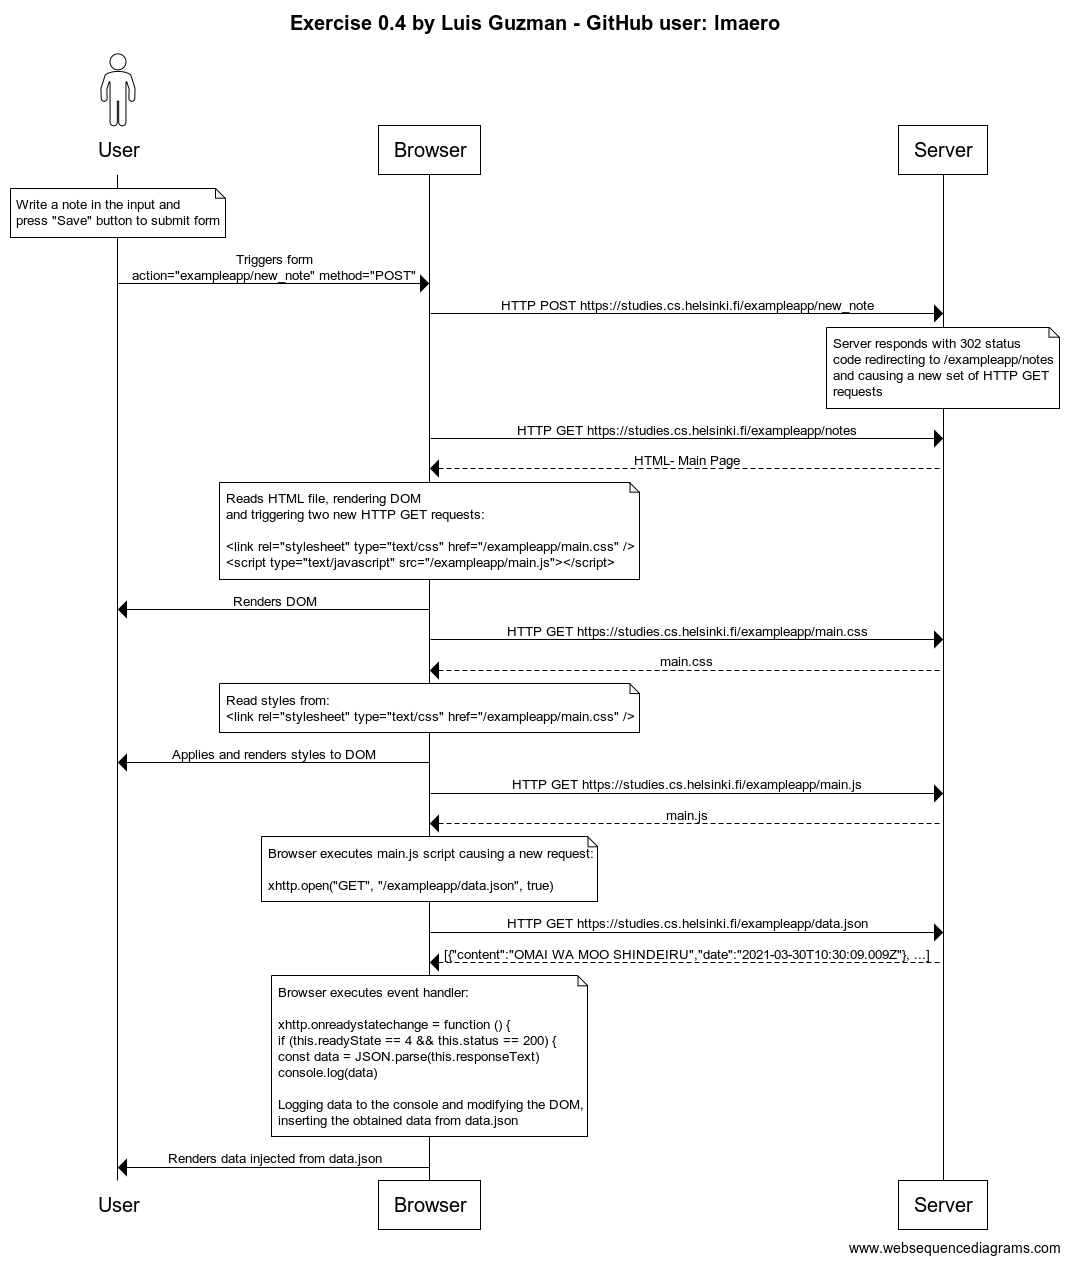 Exercise 0.4 by Luis Guzman - GitHub user: lmaero
User
Browser
Server
Write a note in the input and
press "Save" button to submit form
Triggers form
action="exampleapp/new_note" method="POST"
HTTP POST https://studies.cs.helsinki.fi/exampleapp/new_note
Server responds with 302 status
code redirecting to /exampleapp/notes
and causing a new set of HTTP GET
requests
HTTP GET https://studies.cs.helsinki.fi/exampleapp/notes
HTML- Main Page
Reads HTML file, rendering DOM
and triggering two new HTTP GET requests:
<link rel="stylesheet" type="text/css" href="/exampleapp/main.css" />
<script type="text/javascript" src="/exampleapp/main.js"></script>
Renders DOM
HTTP GET https://studies.cs.helsinki.fi/exampleapp/main.css
main.css
Read styles from:
<link rel="stylesheet" type="text/css" href="/exampleapp/main.css" />
Applies and renders styles to DOM
HTTP GET https://studies.cs.helsinki.fi/exampleapp/main.js
main.js
Browser executes main.js script causing a new request:
xhttp.open("GET", "/exampleapp/data.json", true)
HTTP GET https://studies.cs.helsinki.fi/exampleapp/data.json
[{"content":"OMAI WA MOO SHINDEIRU","date":"2021-03-30T10:30:09.009Z"}, ...]
Browser executes event handler:
xhttp.onreadystatechange = function () {
if (this.readyState == 4 && this.status == 200) {
const data = JSON.parse(this.responseText)
console.log(data)
Logging data to the console and modifying the DOM,
inserting the obtained data from data.json
Renders data injected from data.json
User
Browser
Server
www.websequencediagrams.com